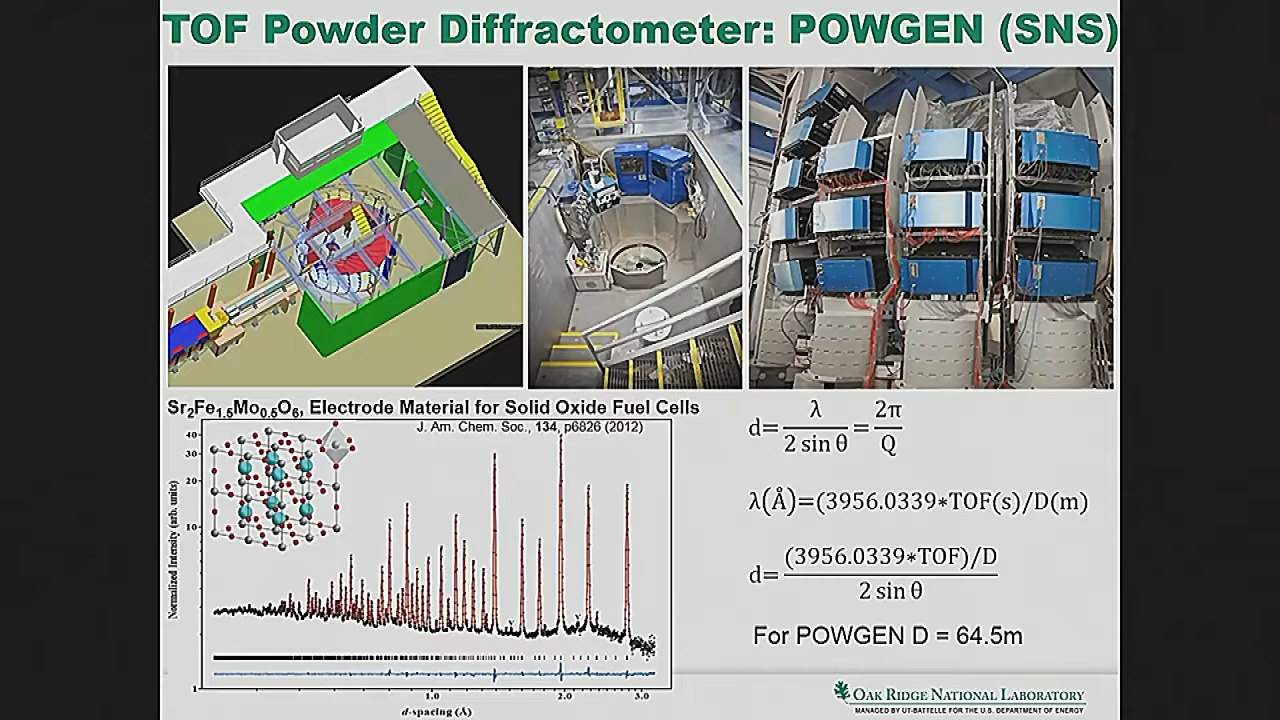 TOF Powder Diffractometer: POWGEN (SNS)
Sr₂Fe₁.₅Mo₀.₅O₆, Electrode Material for Solid Oxide Fuel Cells
J. Am. Chem. Soc., 134, p6826 (2012)
Normalized Intensity (arb. units)
40
30
20
10
1
1.0
2.0
3.0
d-spacing (Å)
d=λ/2 sin θ=2π/Q
λ(Å)=(3956.0339*TOF(s)/D(m)
d=(3956.0339*TOF)/D/2 sin θ
For POWGEN D = 64.5m
OAK RIDGE NATIONAL LABORATORY
MANAGED BY UT-BATTELLE FOR THE U.S. DEPARTMENT OF ENERGY